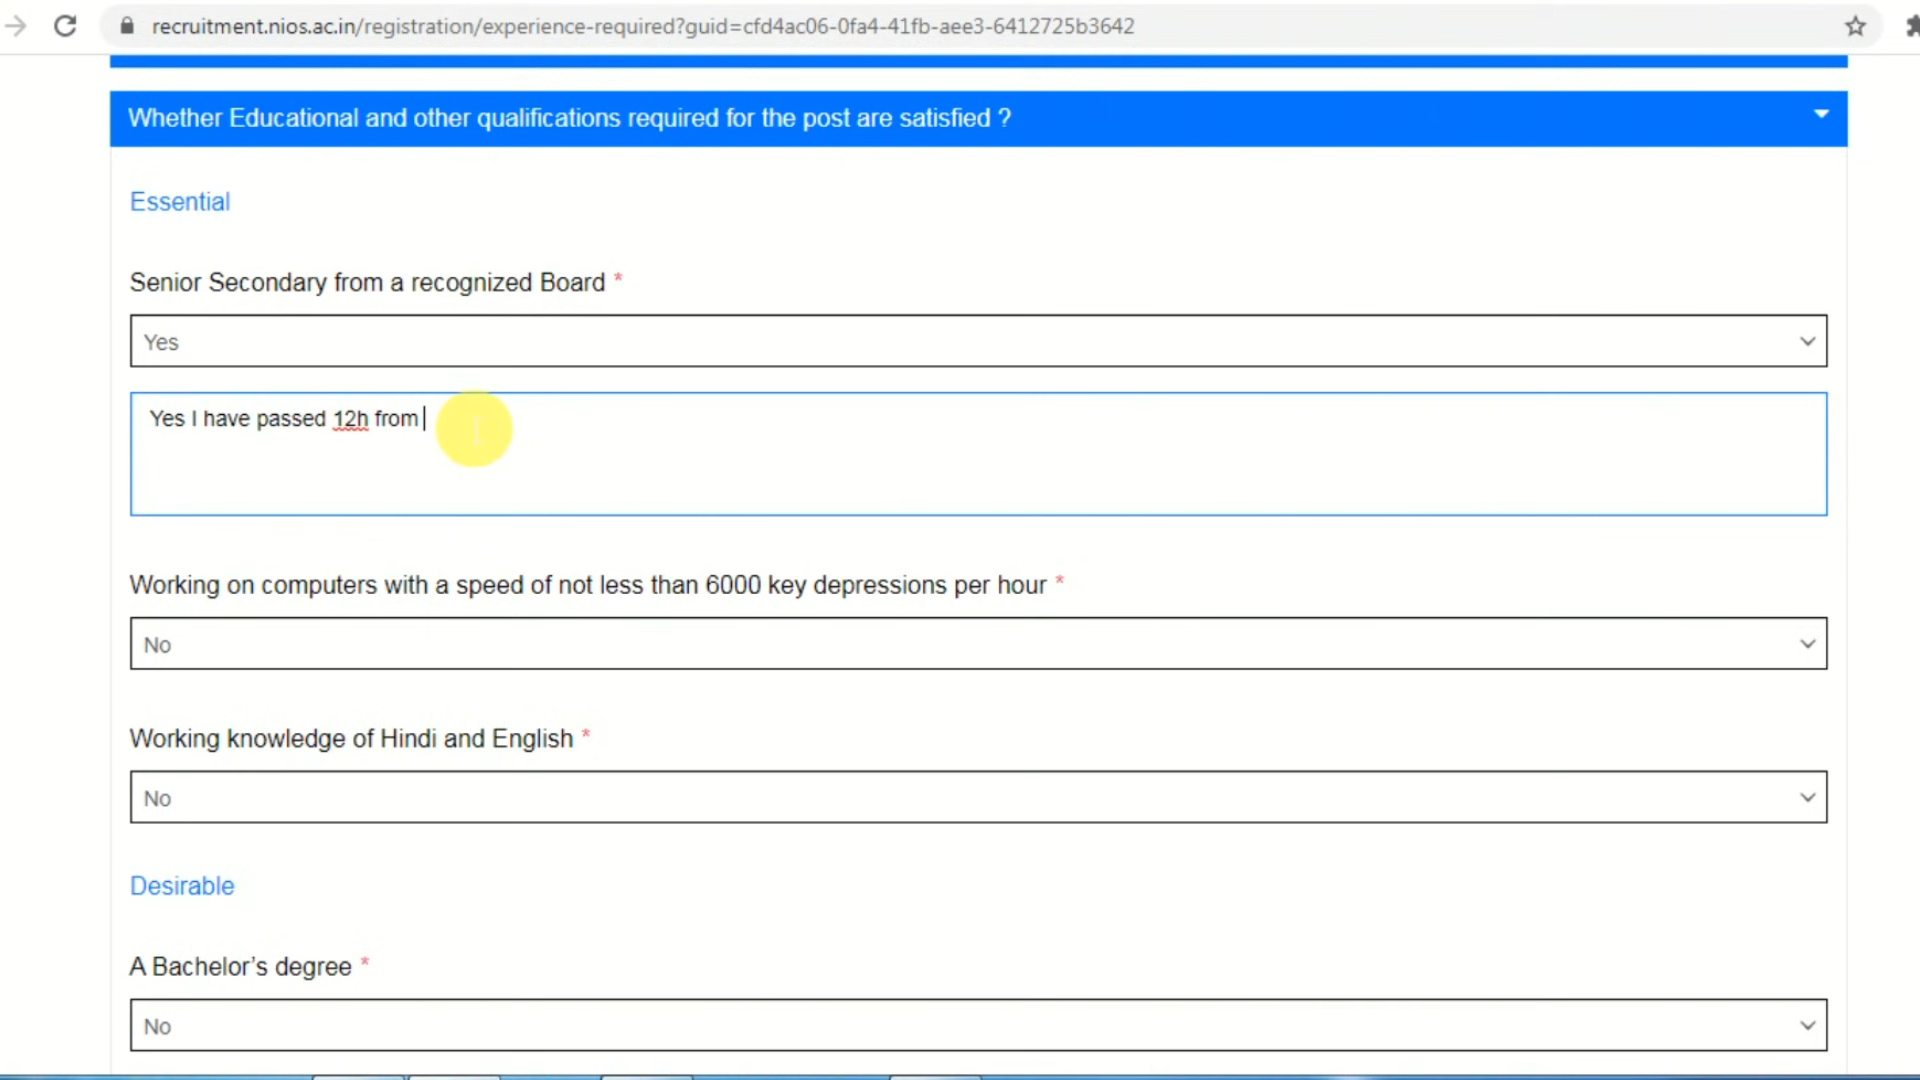 recruitment.nios.ac.in/registration/experience-required?guid=cfd4ac06-0fa4-41fb-aee3-6412725b3642
Whether Educational and other qualifications required for the post are satisfied ?
Essential
Senior Secondary from a recognized Board *
Yes
Yes I have passed 12h from
Working on computers with a speed of not less than 6000 key depressions per hour *
No
Working knowledge of Hindi and English *
No
Desirable
A Bachelor’s degree *
No